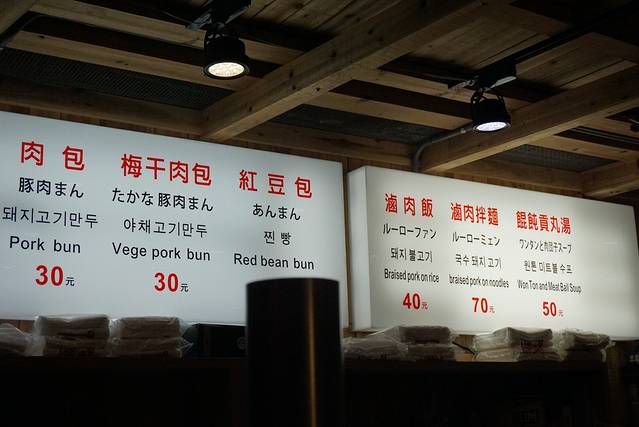 肉包
豚肉まん
돼지고기만두
Pork bun
30元
梅干肉包
たかな豚肉まん
야채고기만두
Vege pork bun
30元
紅豆包
あんまん
찐빵
Red bean bun
滷肉飯
ルーローファン
돼지 불고기
Braised pork on rice
40元
滷肉拌麵
ルーローミェン
국수 돼지 고기
braised pork on noodles
70元
餛飩貢丸湯
ワンタンと肉団子スープ
원톤 미트볼 수프
Won Ton and Meat Ball Soup
50元